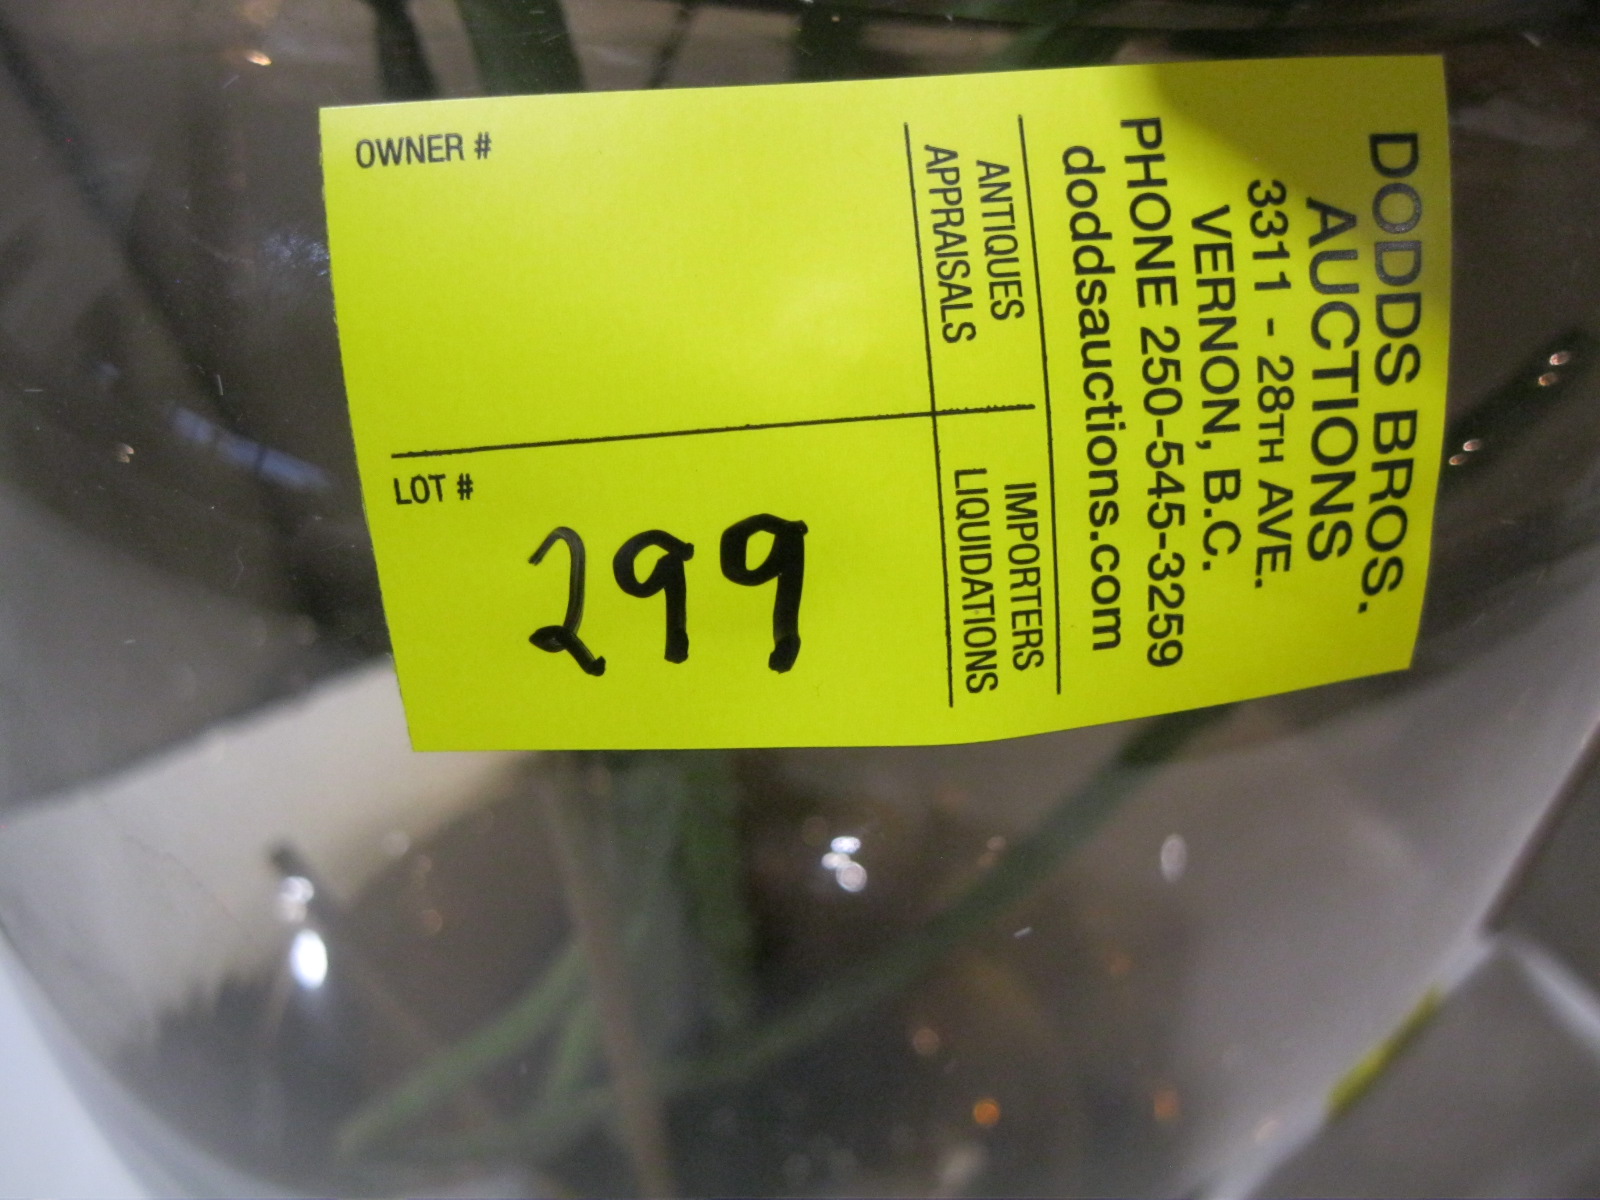 DODDS BROS.
AUCTIONS
3311 - 28TH AVE.
VERNON, B.C.
PHONE 250-545-3259
doddsauctions.com
ANTIQUES
APPRAISALS
IMPORTERS
LIQUIDATIONS
OWNER #
LOT #
299